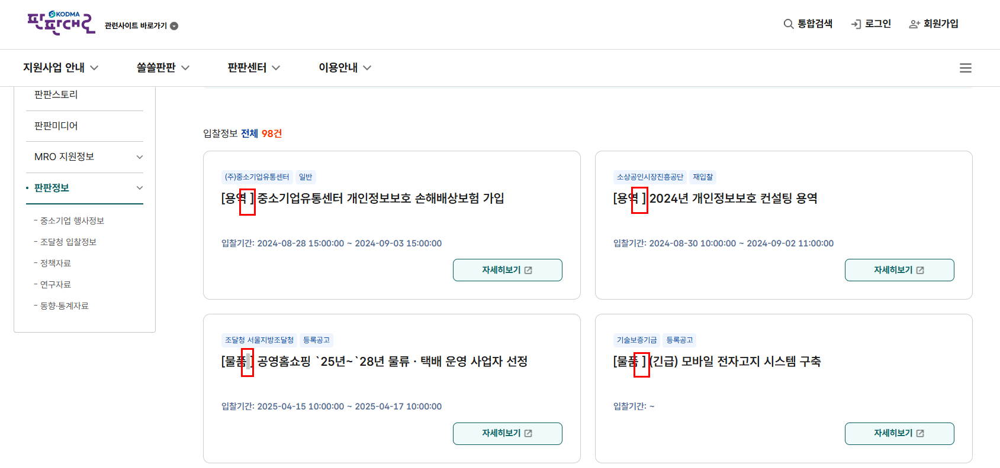 KODMA
판판대로
관련사이트 바로가기
통합검색
로그인
회원가입
지원사업 안내
쏠쏠판판
판판센터
이용안내
판판스토리
판판미디어
MRO 지원정보
판판정보
- 중소기업 행사정보
- 조달청 입찰정보
- 정책자료
- 연구자료
- 동향·통계자료
입찰정보 전체 98건
(주)중소기업유통센터 일반
[용역 ] 중소기업유통센터 개인정보보호 손해배상보험 가입
입찰기간: 2024-08-28 15:00:00 ~ 2024-09-03 15:00:00
자세히보기
소상공인시장진흥공단 재입찰
[용역 ] 2024년 개인정보보호 컨설팅 용역
입찰기간: 2024-08-30 10:00:00 ~ 2024-09-02 11:00:00
자세히보기
조달청 서울지방조달청 등록공고
[물품 ] 공영홈쇼핑 `25년~`28년 물류 · 택배 운영 사업자 선정
입찰기간: 2025-04-15 10:00:00 ~ 2025-04-17 10:00:00
자세히보기
기술보증기금 등록공고
[물품 ] (긴급) 모바일 전자고지 시스템 구축
입찰기간: ~
자세히보기